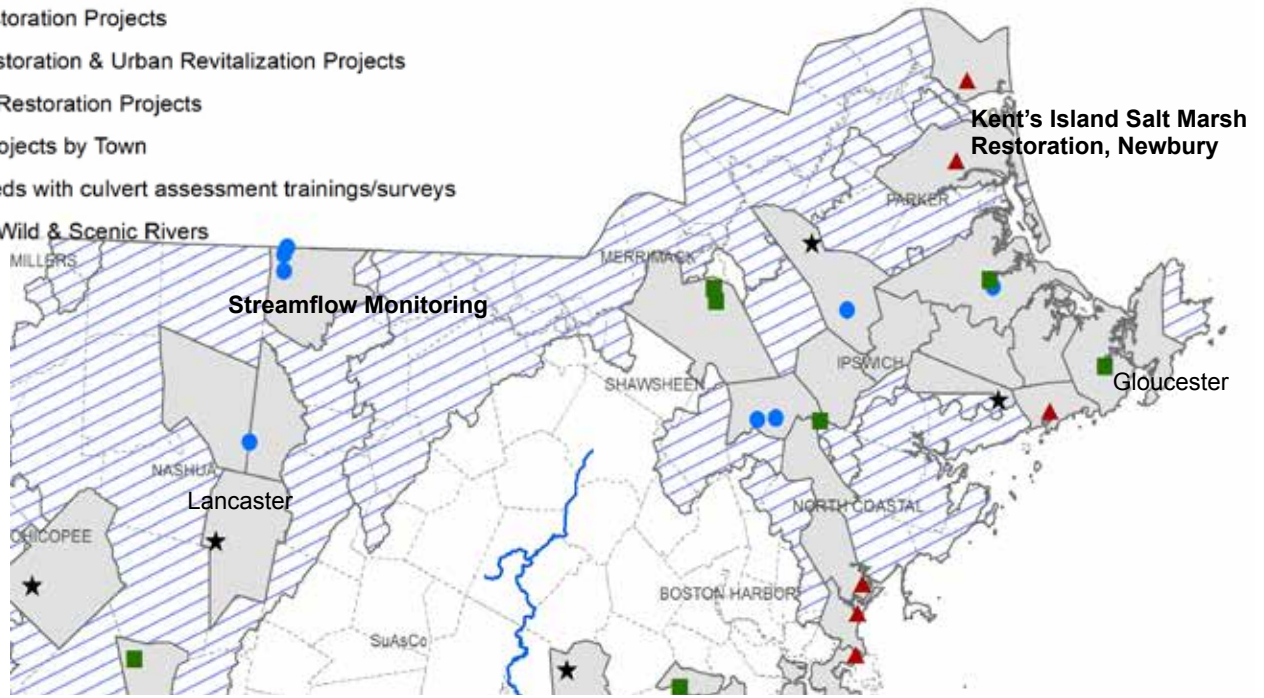 storation Projects
storation & Urban Revitalization Projects
Restoration Projects
ojects by Town
eds with culvert assessment trainings/surveys
Wild & Scenic Rivers
Kent's Island Salt Marsh
Restoration, Newbury
PARKER
MILLERS
MERRIMACK
Streamflow Monitoring
IPSWICH
SHAWSHEEN
Gloucester
NASHUA
Lancaster
NORTH COASTAL
CHICOPEE
BOSTON HARBOR
SuAsCo